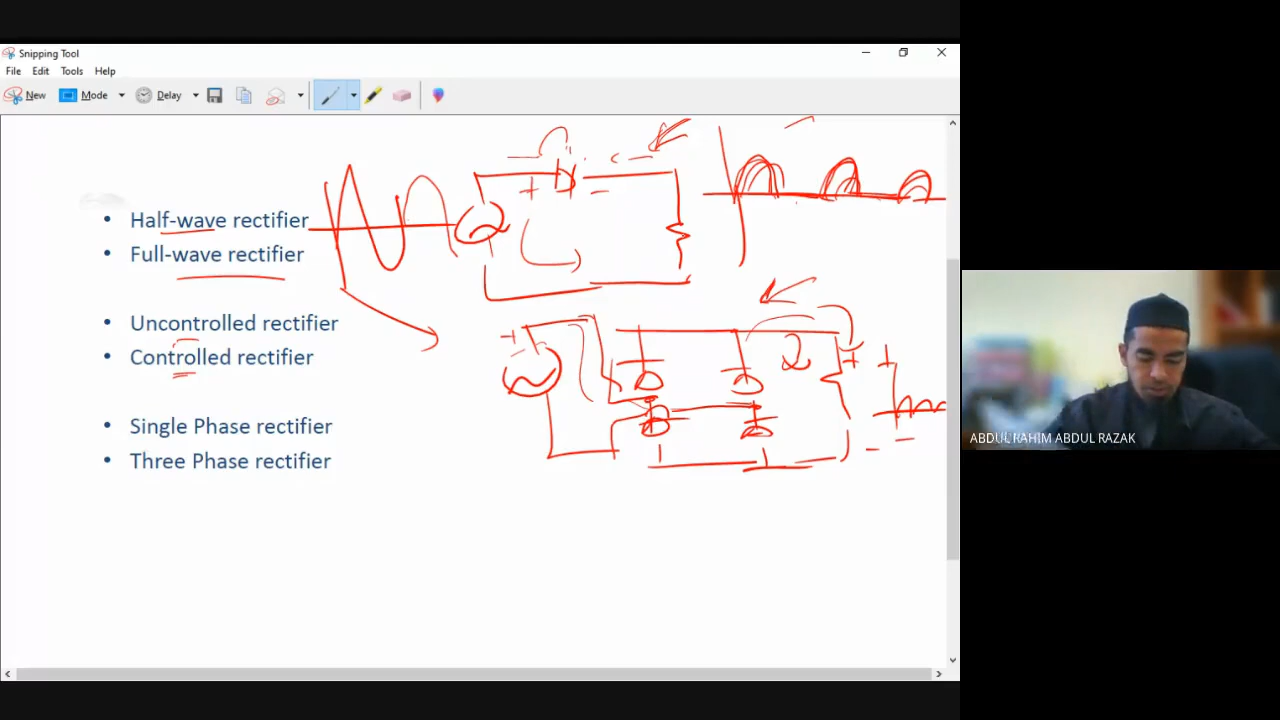 Snipping Tool
File Edit Tools Help
New Mode Delay
Half-wave rectifier
Full-wave rectifier
Uncontrolled rectifier
Controlled rectifier
Single Phase rectifier
Three Phase rectifier
+ -
+
2 + +
- -
ABDUL RAHIM ABDUL RAZAK